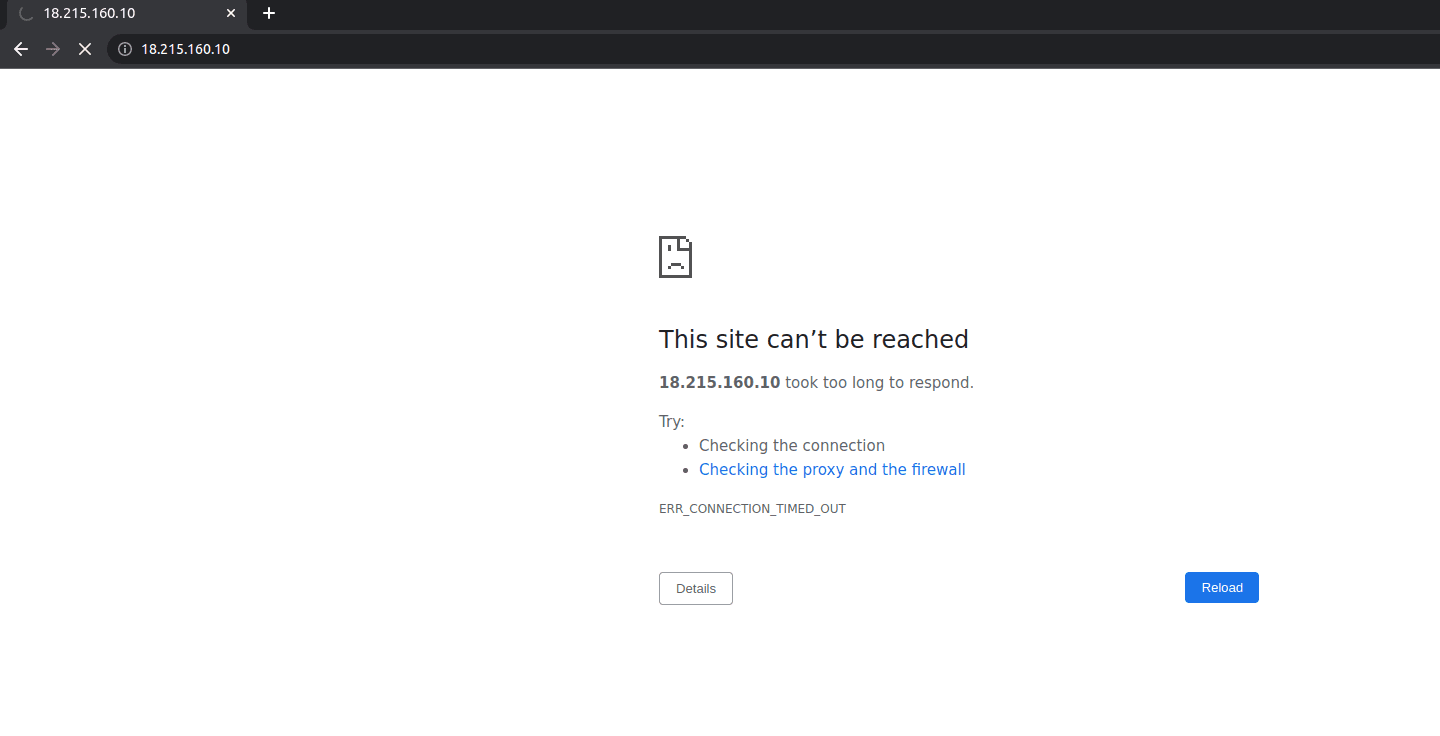 18.215.160.10
18.215.160.10
This site can’t be reached
18.215.160.10 took too long to respond.
Try:
Checking the connection
Checking the proxy and the firewall
ERR_CONNECTION_TIMED_OUT
Details
Reload